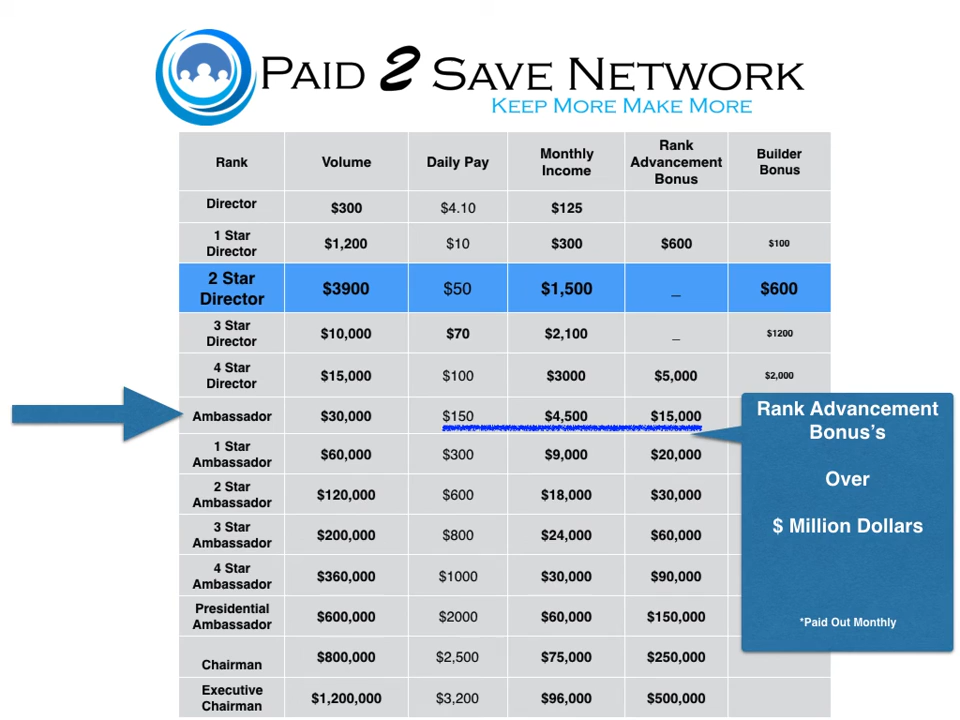 PAID 2 SAVE NETWORK
KEEP MORE MAKE MORE
Rank Volume Daily Pay Monthly Income Rank Advancement Bonus Builder Bonus
Director $300 $4.10 $125
1 Star Director $1,200 $10 $300 $600 $100
2 Star Director $3900 $50 $1,500 _ $600
3 Star Director $10,000 $70 $2,100 _ $1200
4 Star Director $15,000 $100 $3000 $5,000 $2,000
Ambassador $30,000 $150 $4,500 $15,000
1 Star Ambassador $60,000 $300 $9,000 $20,000
2 Star Ambassador $120,000 $600 $18,000 $30,000
3 Star Ambassador $200,000 $800 $24,000 $60,000
4 Star Ambassador $360,000 $1000 $30,000 $90,000
Presidential Ambassador $600,000 $2000 $60,000 $150,000
Chairman $800,000 $2,500 $75,000 $250,000
Executive Chairman $1,200,000 $3,200 $96,000 $500,000
Rank Advancement
Bonus's
Over
$ Million Dollars
*Paid Out Monthly